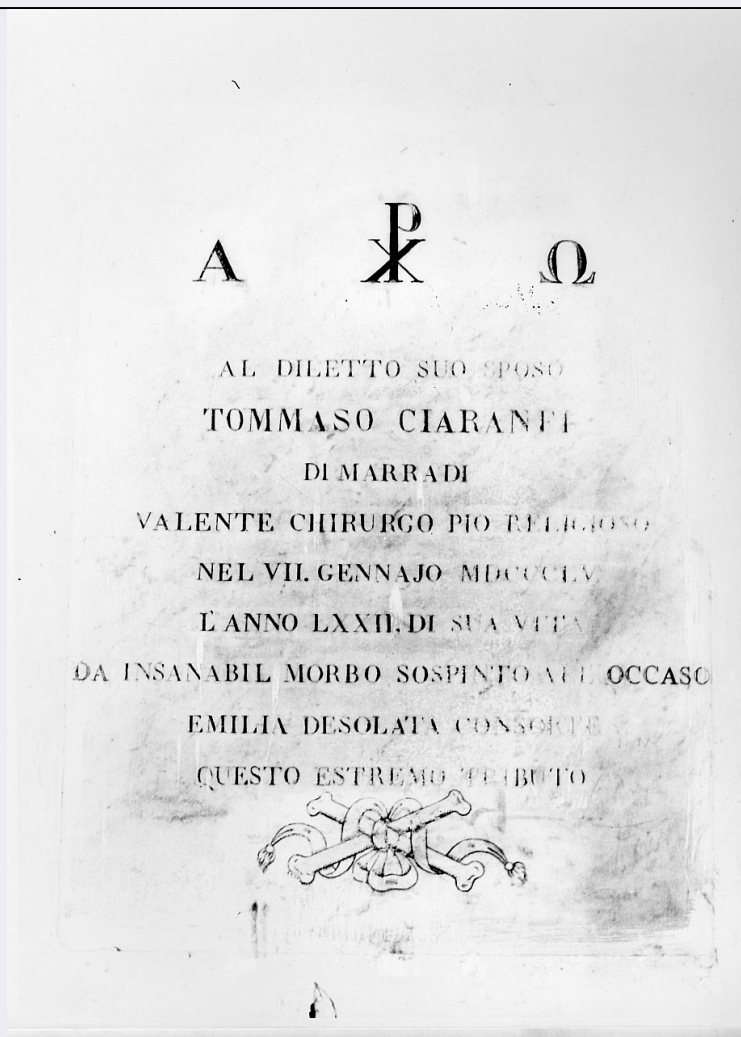 Α ☧ Ω
AL DILETTO SUO SPOSO
TOMMASO CIARANFI
DI MARRADI
VALENTE CHIRURGO PIO RELIGIOSO
NEL VII. GENNAJO MDCCCLV
L'ANNO LXXII. DI SUA VITA
DA INSANABIL MORBO SOSPINTO ALL OCCASO
EMILIA DESOLATA CONSORTE
QUESTO ESTREMO TRIBUTO